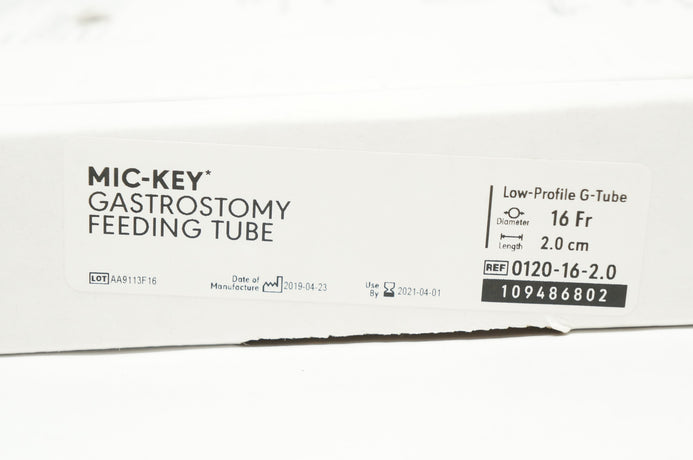 MIC-KEY*
GASTROSTOMY
FEEDING TUBE
LOT AA9113F16
Date of
Manufacture 2019-04-23
Use
By 2021-04-01
Low-Profile G-Tube
Diameter 16 Fr
Length 2.0 cm
REF 0120-16-2.0
109486802